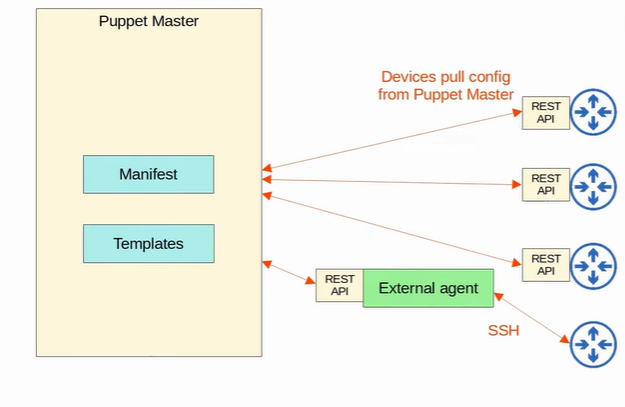 Puppet Master
Devices pull config
from Puppet Master
REST
API
Manifest
REST
API
Templates
REST
API
REST
API
External agent
SSH